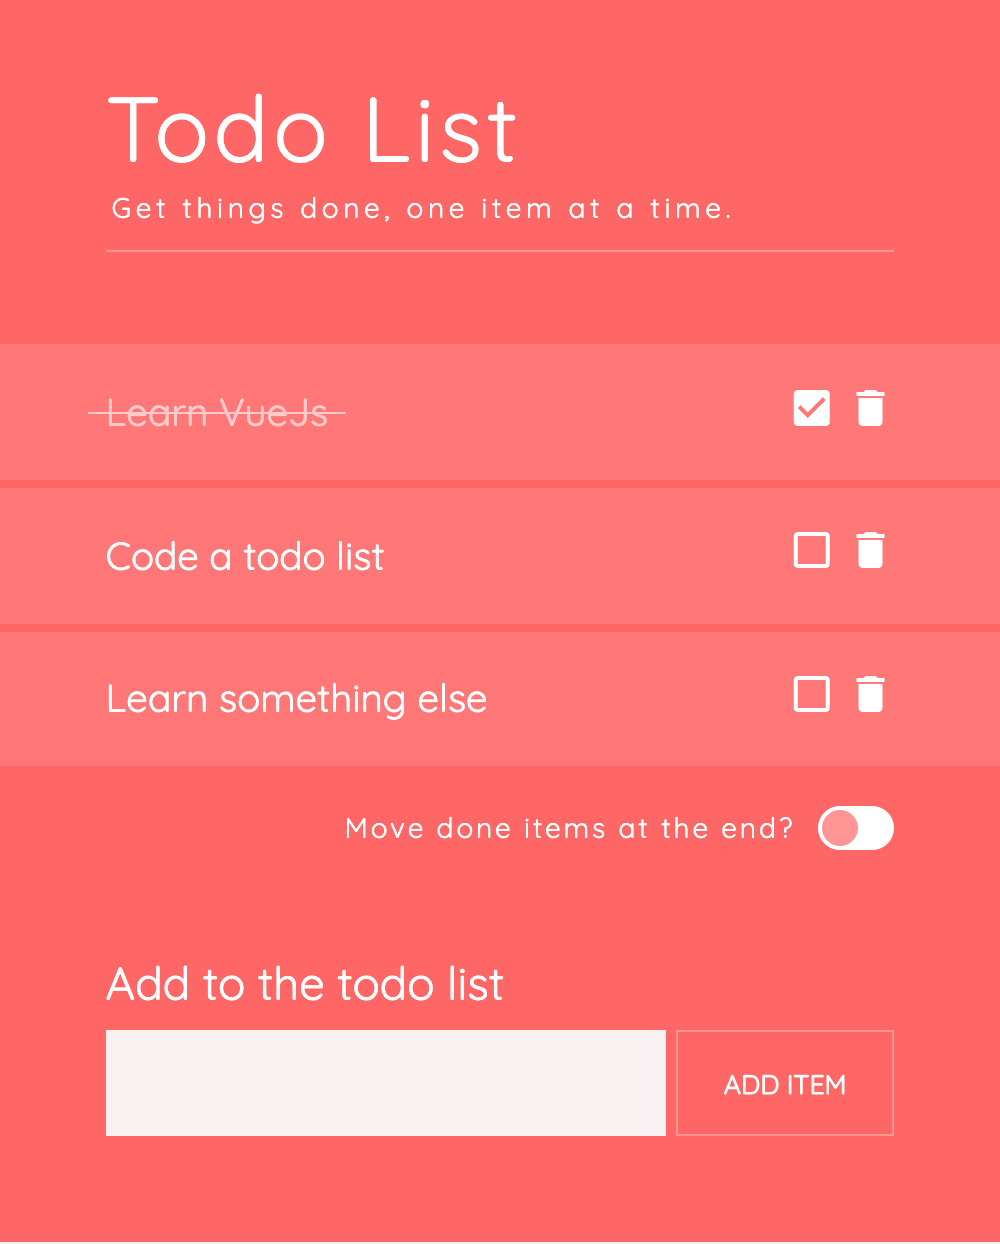 Todo List
Get things done, one item at a time.
Learn VueJs
Code a todo list
Learn something else
Move done items at the end?
Add to the todo list
ADD ITEM